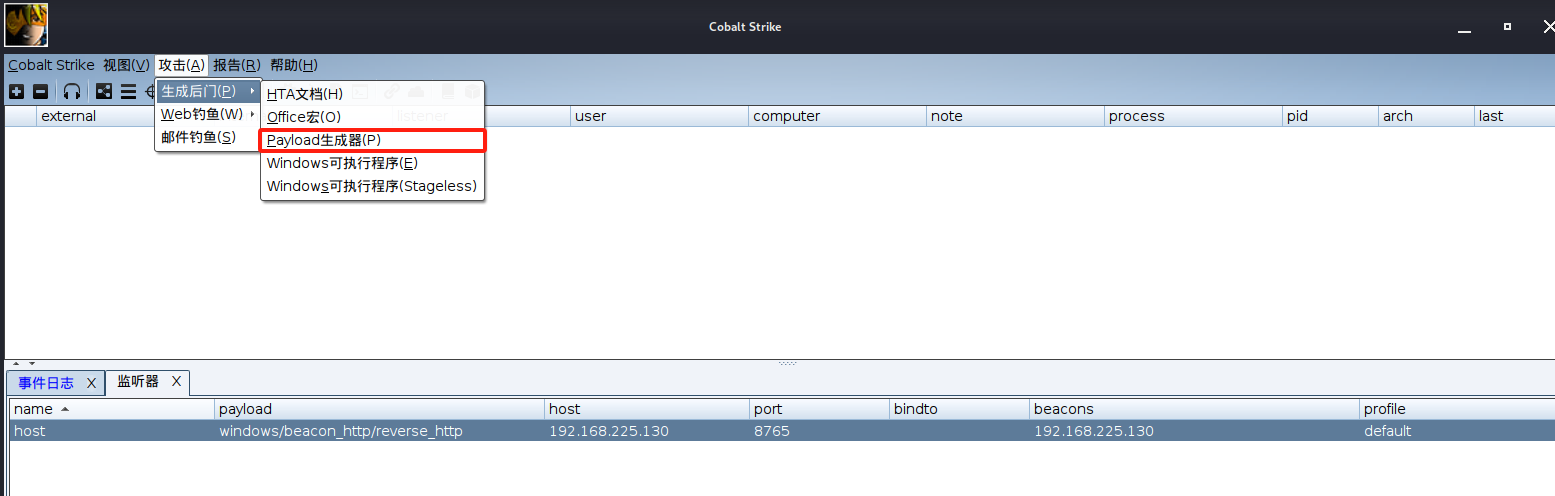 Cobalt Strike
Cobalt Strike 视图(V) 攻击(A) 报告(R) 帮助(H)
生成后门(P)
Web钓鱼(W)
邮件钓鱼(S)
HTA文档(H)
Office宏(O)
Payload生成器(P)
Windows可执行程序(E)
Windows可执行程序(Stageless)
external listener user computer note process pid arch last
事件日志 X 监听器 X
name payload host port bindto beacons profile
host windows/beacon_http/reverse_http 192.168.225.130 8765 192.168.225.130 default